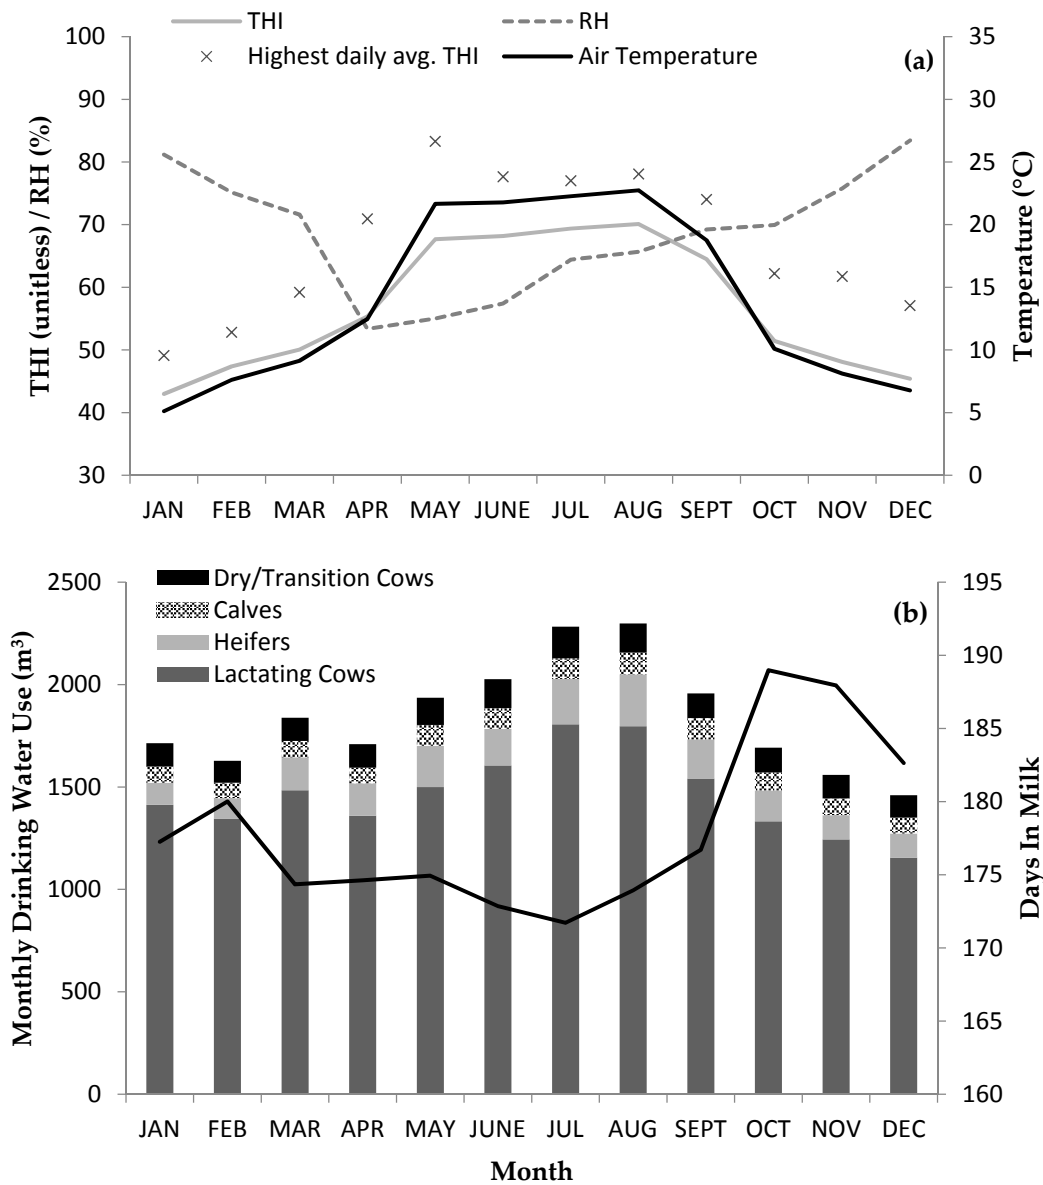 THI
RH
Highest daily avg. THI
Air Temperature
(a)
THI (unitless) / RH (%)
100
90
80
70
60
50
40
30
35
30
25
20
15
10
5
0
Temperature (°C)
JAN FEB MAR APR MAY JUNE JUL AUG SEPT OCT NOV DEC
Dry/Transition Cows
Calves
Heifers
Lactating Cows
(b)
Monthly Drinking Water Use (m³)
2500
2000
1500
1000
500
0
195
190
185
180
175
170
165
160
Days In Milk
JAN FEB MAR APR MAY JUNE JUL AUG SEPT OCT NOV DEC
Month